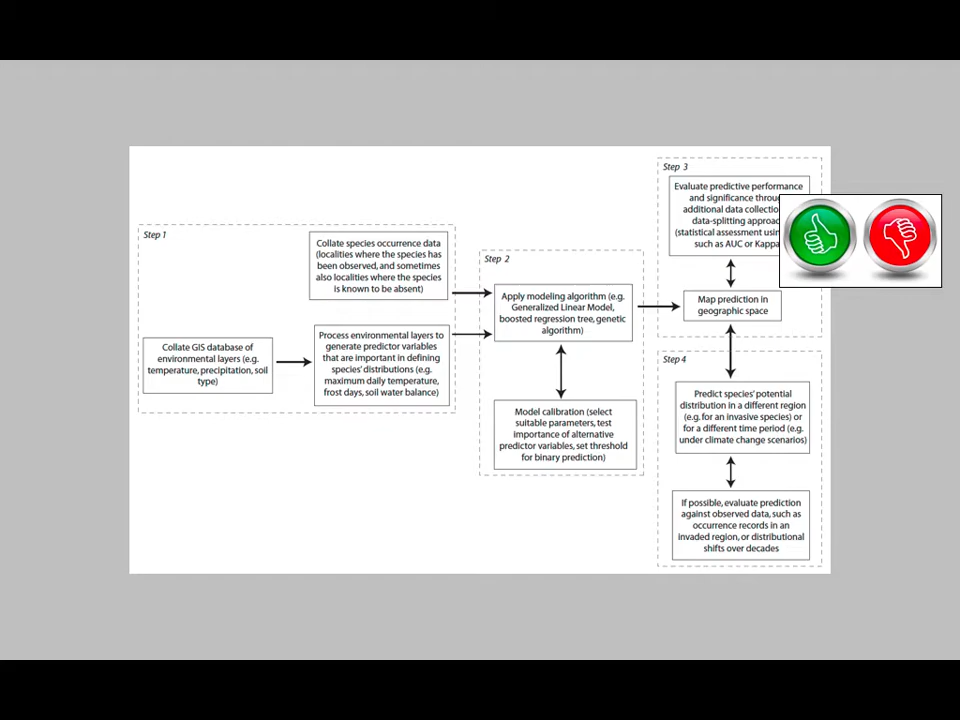 Step 1
Collate species occurrence data
(localities where the species has
been observed, and sometimes
also localities where the species
is known to be absent)
Collate GIS database of
environmental layers (e.g.
temperature, precipitation, soil
type)
Process environmental layers to
generate predictor variables
that are important in defining
species' distributions (e.g.
maximum daily temperature,
frost days, soil water balance)
Step 2
Apply modeling algorithm (e.g.
Generalized Linear Model,
boosted regression tree, genetic
algorithm)
Model calibration (select
suitable parameters, test
importance of alternative
predictor variables, set threshold
for binary prediction)
Step 3
Evaluate predictive performance
and significance throu
additional data collectio
data-splitting approac
(statistical assessment usin
such as AUC or Kappa
Map prediction in
geographic space
Step 4
Predict species' potential
distribution in a different region
(e.g. for an invasive species) or
for a different time period (e.g.
under climate change scenarios)
If possible, evaluate prediction
against observed data, such as
occurrence records in an
invaded region, or distributional
shifts over decades